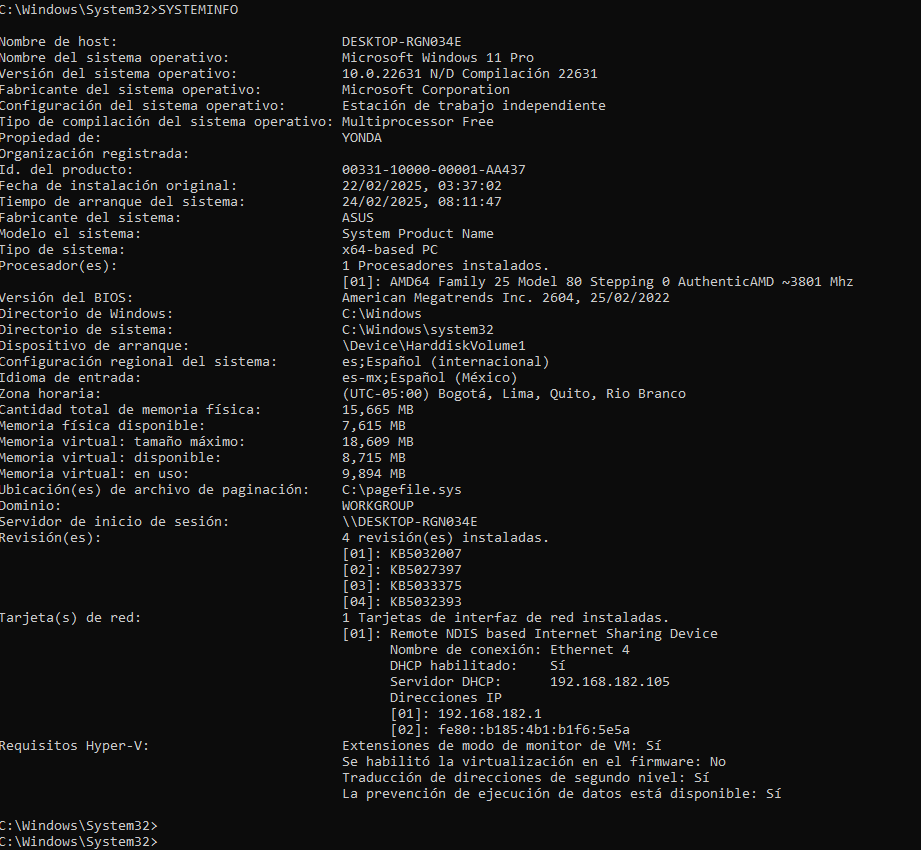 C:\Windows\System32>SYSTEMINFO
Nombre de host: DESKTOP-RGN034E
Nombre del sistema operativo: Microsoft Windows 11 Pro
Versión del sistema operativo: 10.0.22631 N/D Compilación 22631
Fabricante del sistema operativo: Microsoft Corporation
Configuración del sistema operativo: Estación de trabajo independiente
Tipo de compilación del sistema operativo: Multiprocessor Free
Propiedad de: YONDA
Organización registrada:
Id. del producto: 00331-10000-00001-AA437
Fecha de instalación original: 22/02/2025, 03:37:02
Tiempo de arranque del sistema: 24/02/2025, 08:11:47
Fabricante del sistema: ASUS
Modelo el sistema: System Product Name
Tipo de sistema: x64-based PC
Procesador(es): 1 Procesadores instalados.
[01]: AMD64 Family 25 Model 80 Stepping 0 AuthenticAMD ~3801 Mhz
Versión del BIOS: American Megatrends Inc. 2604, 25/02/2022
Directorio de Windows: C:\Windows
Directorio de sistema: C:\Windows\system32
Dispositivo de arranque: \Device\HarddiskVolume1
Configuración regional del sistema: es;Español (internacional)
Idioma de entrada: es-mx;Español (México)
Zona horaria: (UTC-05:00) Bogotá, Lima, Quito, Rio Branco
Cantidad total de memoria física: 15,665 MB
Memoria física disponible: 7,615 MB
Memoria virtual: tamaño máximo: 18,609 MB
Memoria virtual: disponible: 8,715 MB
Memoria virtual: en uso: 9,894 MB
Ubicación(es) de archivo de paginación: C:\pagefile.sys
Dominio: WORKGROUP
Servidor de inicio de sesión: \\DESKTOP-RGN034E
Revisión(es): 4 revisión(es) instaladas.
[01]: KB5032007
[02]: KB5027397
[03]: KB5033375
[04]: KB5032393
Tarjeta(s) de red: 1 Tarjetas de interfaz de red instaladas.
[01]: Remote NDIS based Internet Sharing Device
Nombre de conexión: Ethernet 4
DHCP habilitado: Sí
Servidor DHCP: 192.168.182.105
Direcciones IP
[01]: 192.168.182.1
[02]: fe80::b185:4b1:b1f6:5e5a
Requisitos Hyper-V: Extensiones de modo de monitor de VM: Sí
Se habilitó la virtualización en el firmware: No
Traducción de direcciones de segundo nivel: Sí
La prevención de ejecución de datos está disponible: Sí
C:\Windows\System32>
C:\Windows\System32>